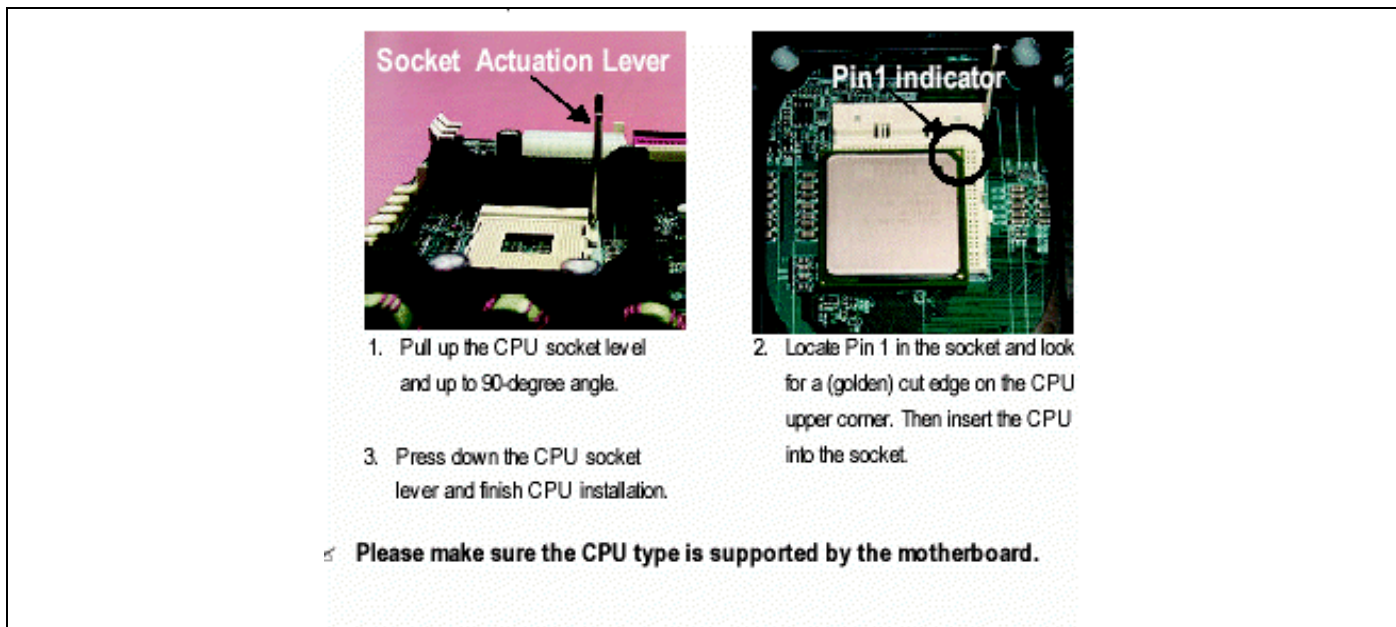 Socket Actuation Lever
Pin1 indicator
1. Pull up the CPU socket level
and up to 90-degree angle.
2. Locate Pin 1 in the socket and look
for a (golden) cut edge on the CPU
upper corner. Then insert the CPU
into the socket.
3. Press down the CPU socket
lever and finish CPU installation.
Please make sure the CPU type is supported by the motherboard.